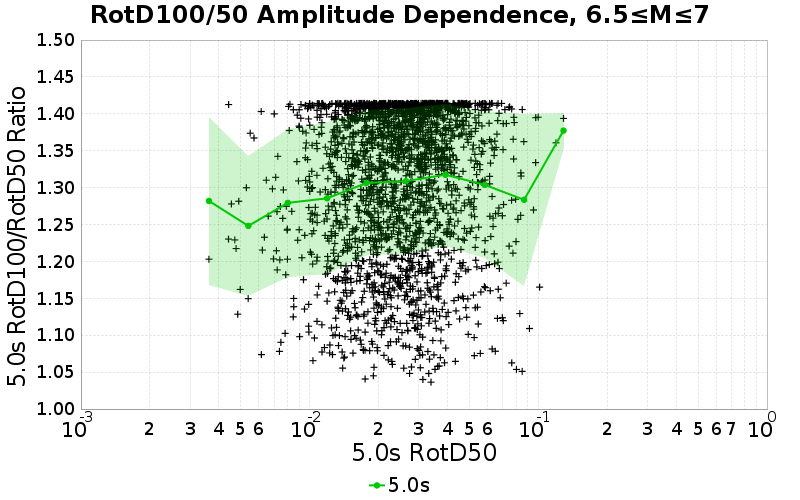 RotD100/50 Amplitude Dependence, 6.5≤M≤7
5.0s RotD100/RotD50 Ratio
1.50
1.45
1.40
1.35
1.30
1.25
1.20
1.15
1.10
1.05
1.00
10^-3 2 3 4 5 6 10^-2 2 3 4 5 6 10^-1 2 3 4 5 6 7 10^0
5.0s RotD50
5.0s